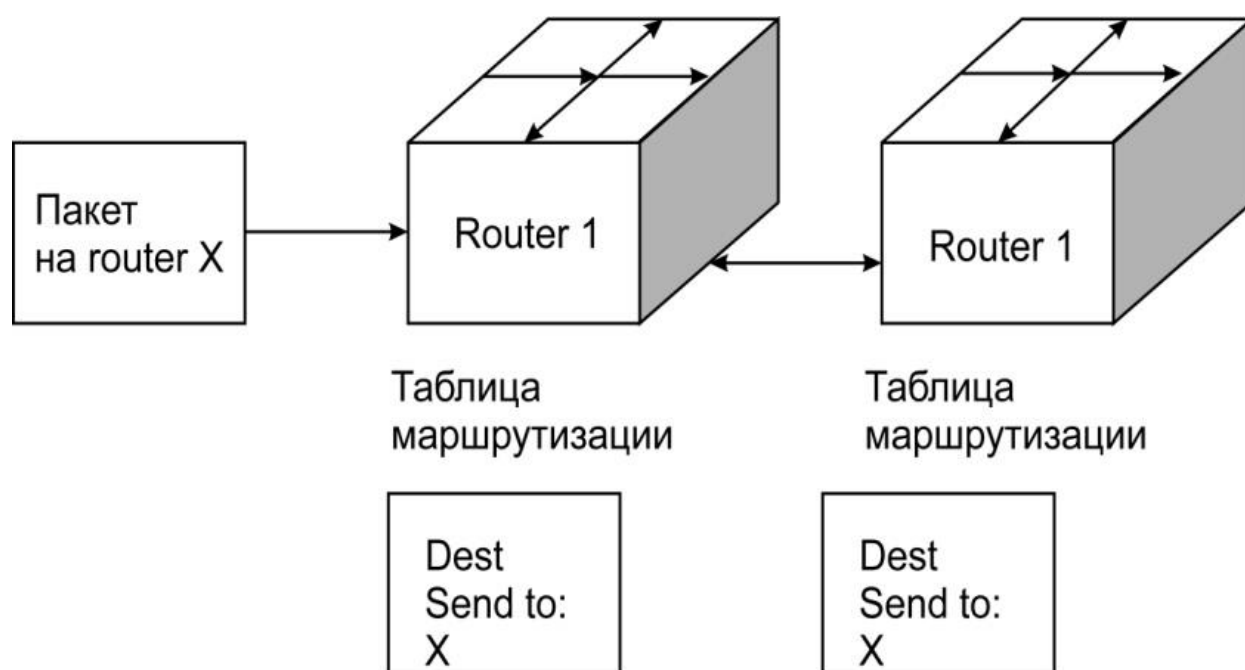 Пакет
на router X
Router 1
Router 1
Таблица
маршрутизации
Таблица
маршрутизации
Dest
Send to:
X
Dest
Send to:
X